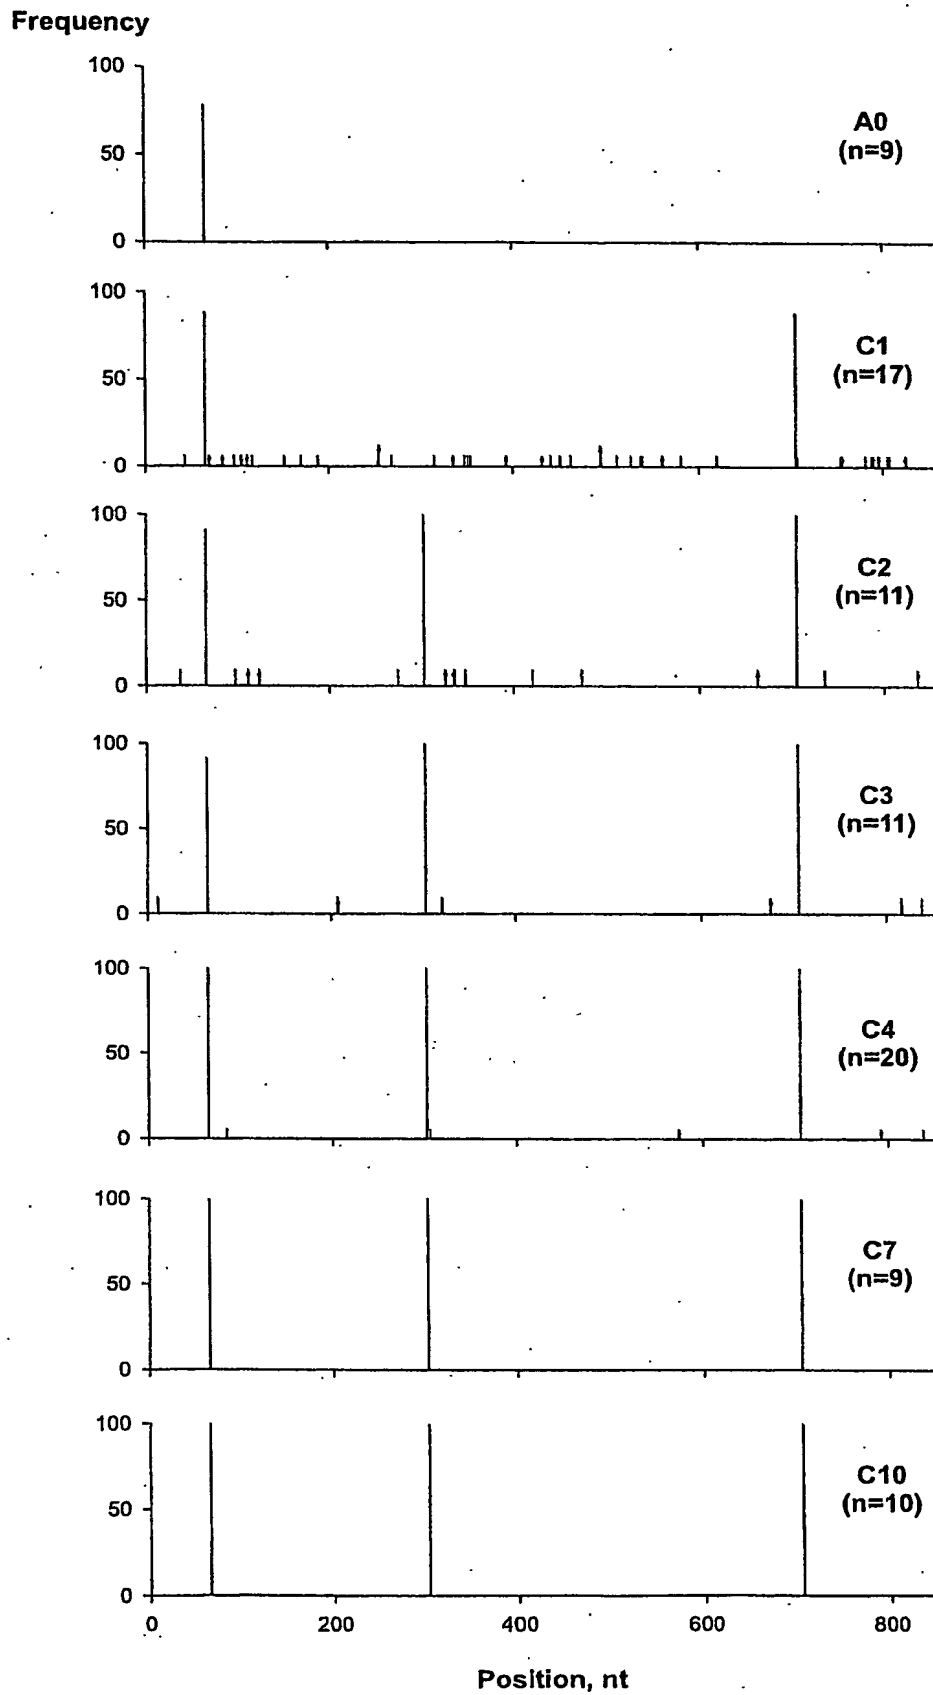 Frequency
100
50
0
A0
(n=9)
100
50
0
C1
(n=17)
100
50
0
C2
(n=11)
100
50
0
C3
(n=11)
100
50
0
C4
(n=20)
100
50
0
C7
(n=9)
100
50
0
C10
(n=10)
0 200 400 600 800
Position, nt